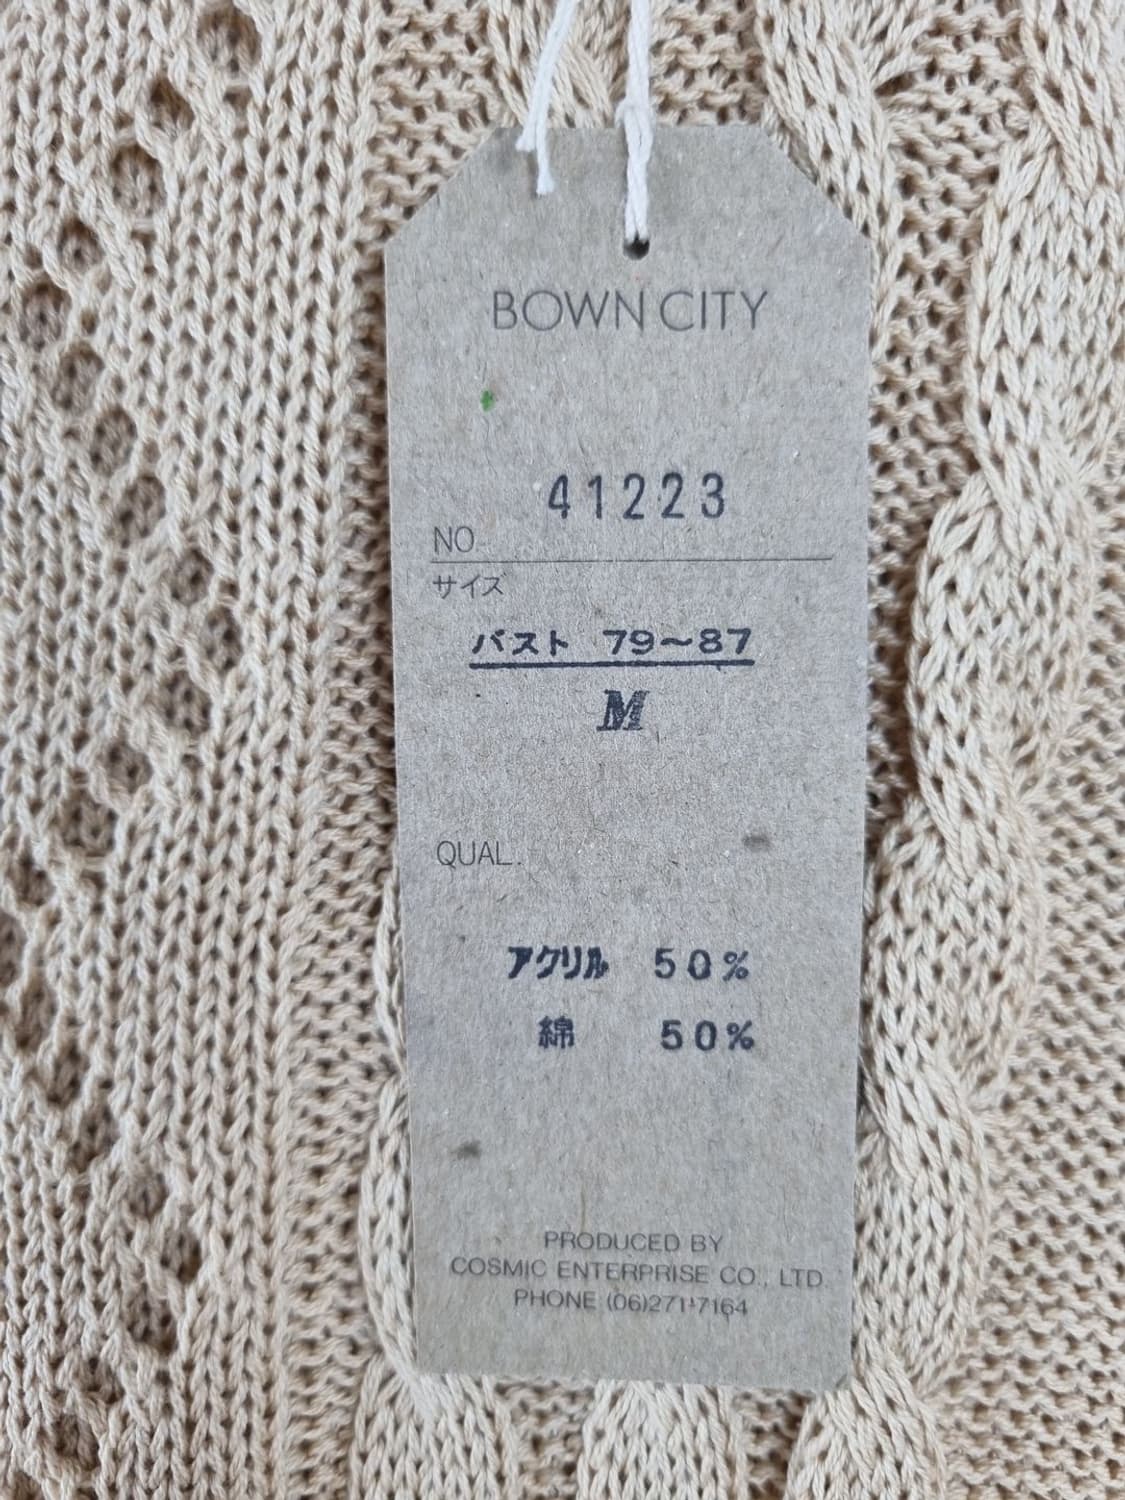 BOWN CITY
41223
NO.
サイズ
バスト 79～87
M
QUAL.
アクリル 50%
綿 50%
PRODUCED BY
COSMIC ENTERPRISE CO., LTD.
PHONE (06)271-7164